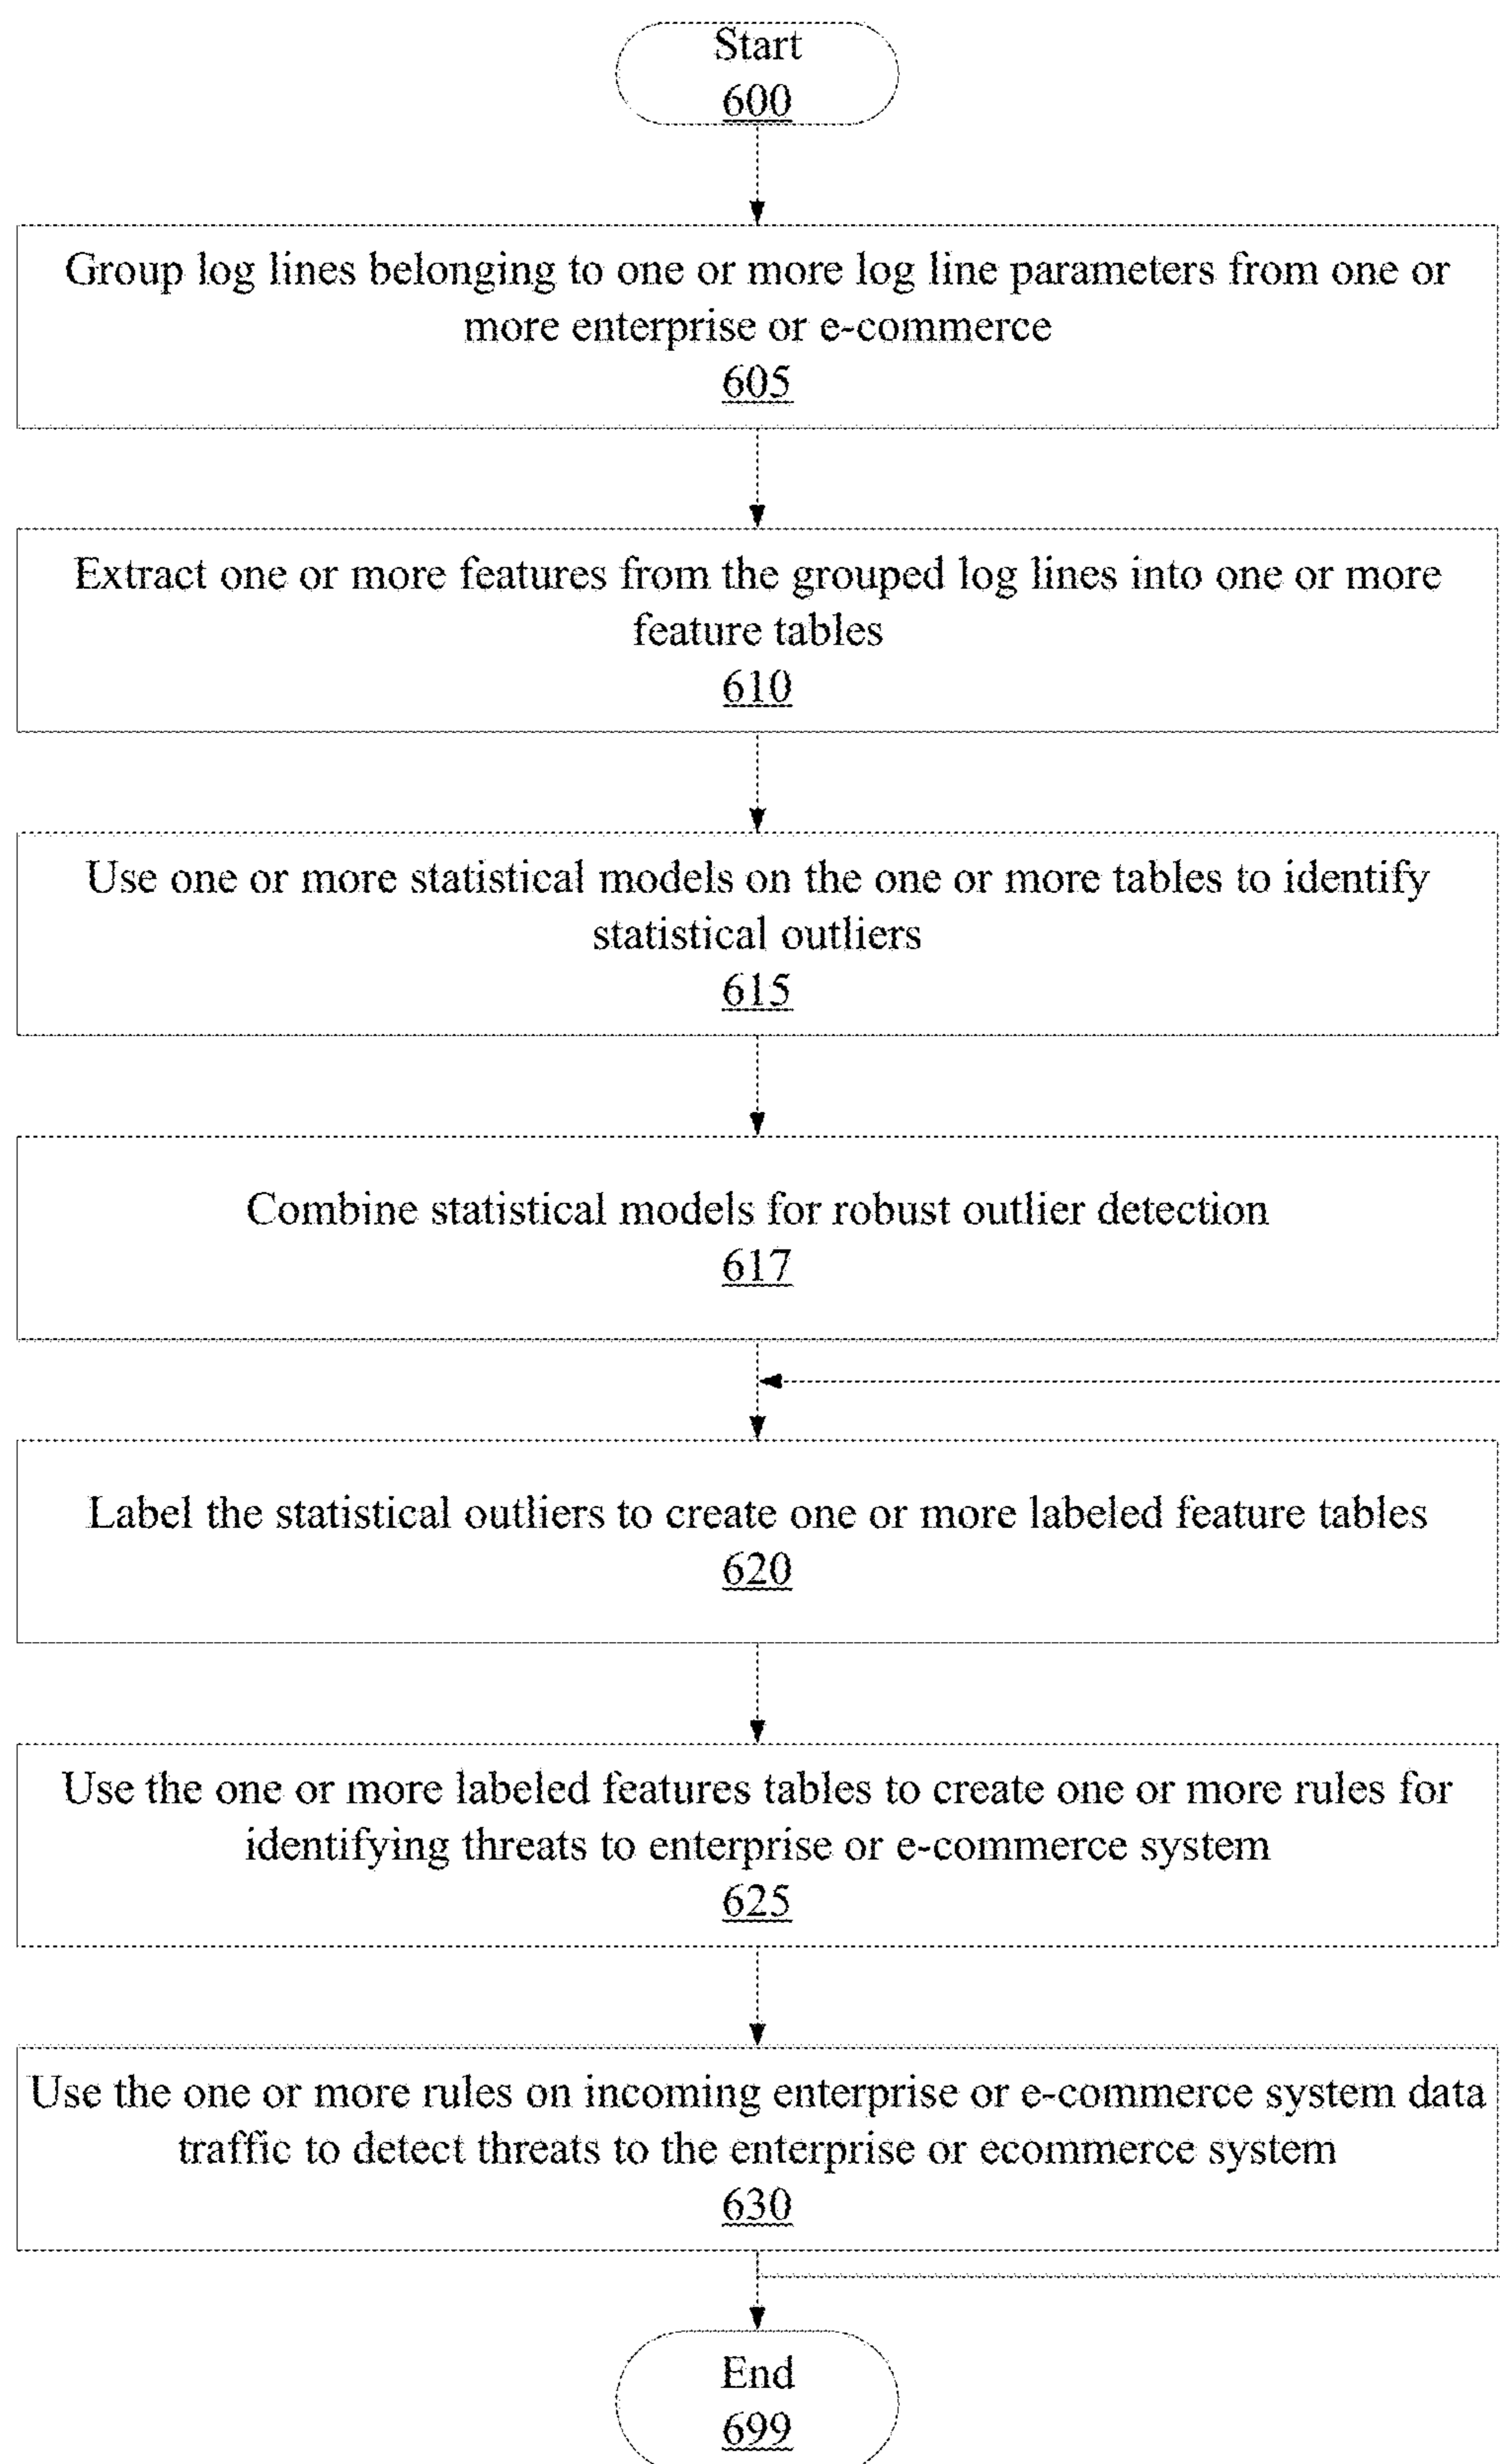 Start
600
Group log lines belonging to one or more log line parameters from one or
more enterprise or e-commerce
605
Extract one or more features from the grouped log lines into one or more
feature tables
610
Use one or more statistical models on the one or more tables to identify
statistical outliers
615
Combine statistical models for robust outlier detection
617
Label the statistical outliers to create one or more labeled feature tables
620
Use the one or more labeled features tables to create one or more rules for
identifying threats to enterprise or e-commerce system
625
Use the one or more rules on incoming enterprise or e-commerce system data
traffic to detect threats to the enterprise or ecommerce system
630
End
699